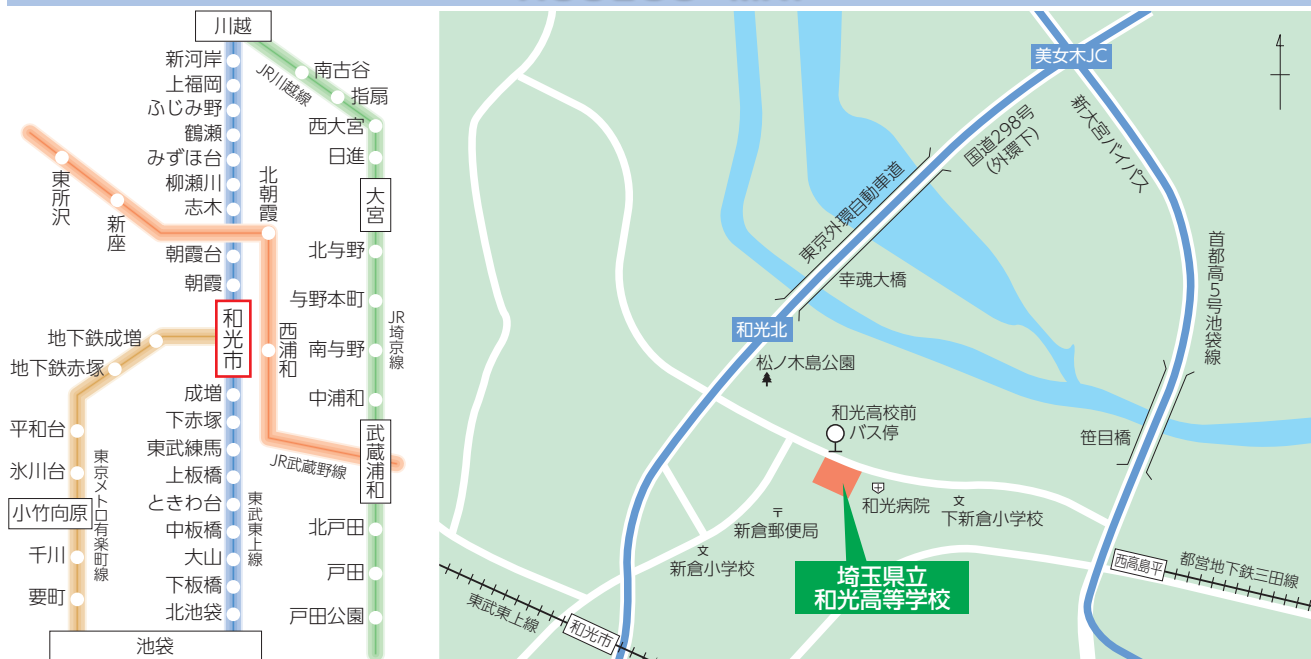 川越
新河岸
上福岡
ふじみ野
鶴瀬
みずほ台
柳瀬川
志木
朝霞台
朝霞
和光市
成増
下赤塚
東武練馬
上板橋
ときわ台
中板橋
大山
下板橋
北池袋
池袋
東武東上線
JR川越線
南古谷
指扇
西大宮
日進
大宮
北与野
与野本町
南与野
中浦和
武蔵浦和
北戸田
戸田
戸田公園
JR埼京線
東所沢
新座
北朝霞
西浦和
JR武蔵野線
地下鉄成増
地下鉄赤塚
平和台
氷川台
小竹向原
千川
要町
東京メトロ有楽町線
美女木JC
国道298号
(外環下)
新大宮バイパス
東京外環自動車道
幸魂大橋
首都高5号池袋線
和光北
松ノ木島公園
和光高校前
バス停
笹目橋
和光病院
下新倉小学校
新倉郵便局
新倉小学校
埼玉県立
和光高等学校
西高島平
都営地下鉄三田線
東武東上線
和光市